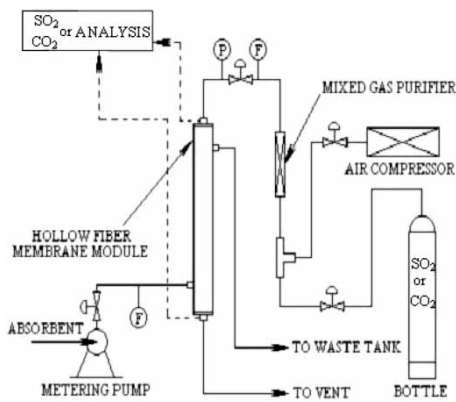 SO2
or ANALYSIS
CO2
P
F
MIXED GAS PURIFIER
AIR COMPRESSOR
HOLLOW FIBER
MEMBRANE MODULE
SO2
or
CO2
F
ABSORBENT
TO WASTE TANK
METERING PUMP
TO VENT
BOTTLE